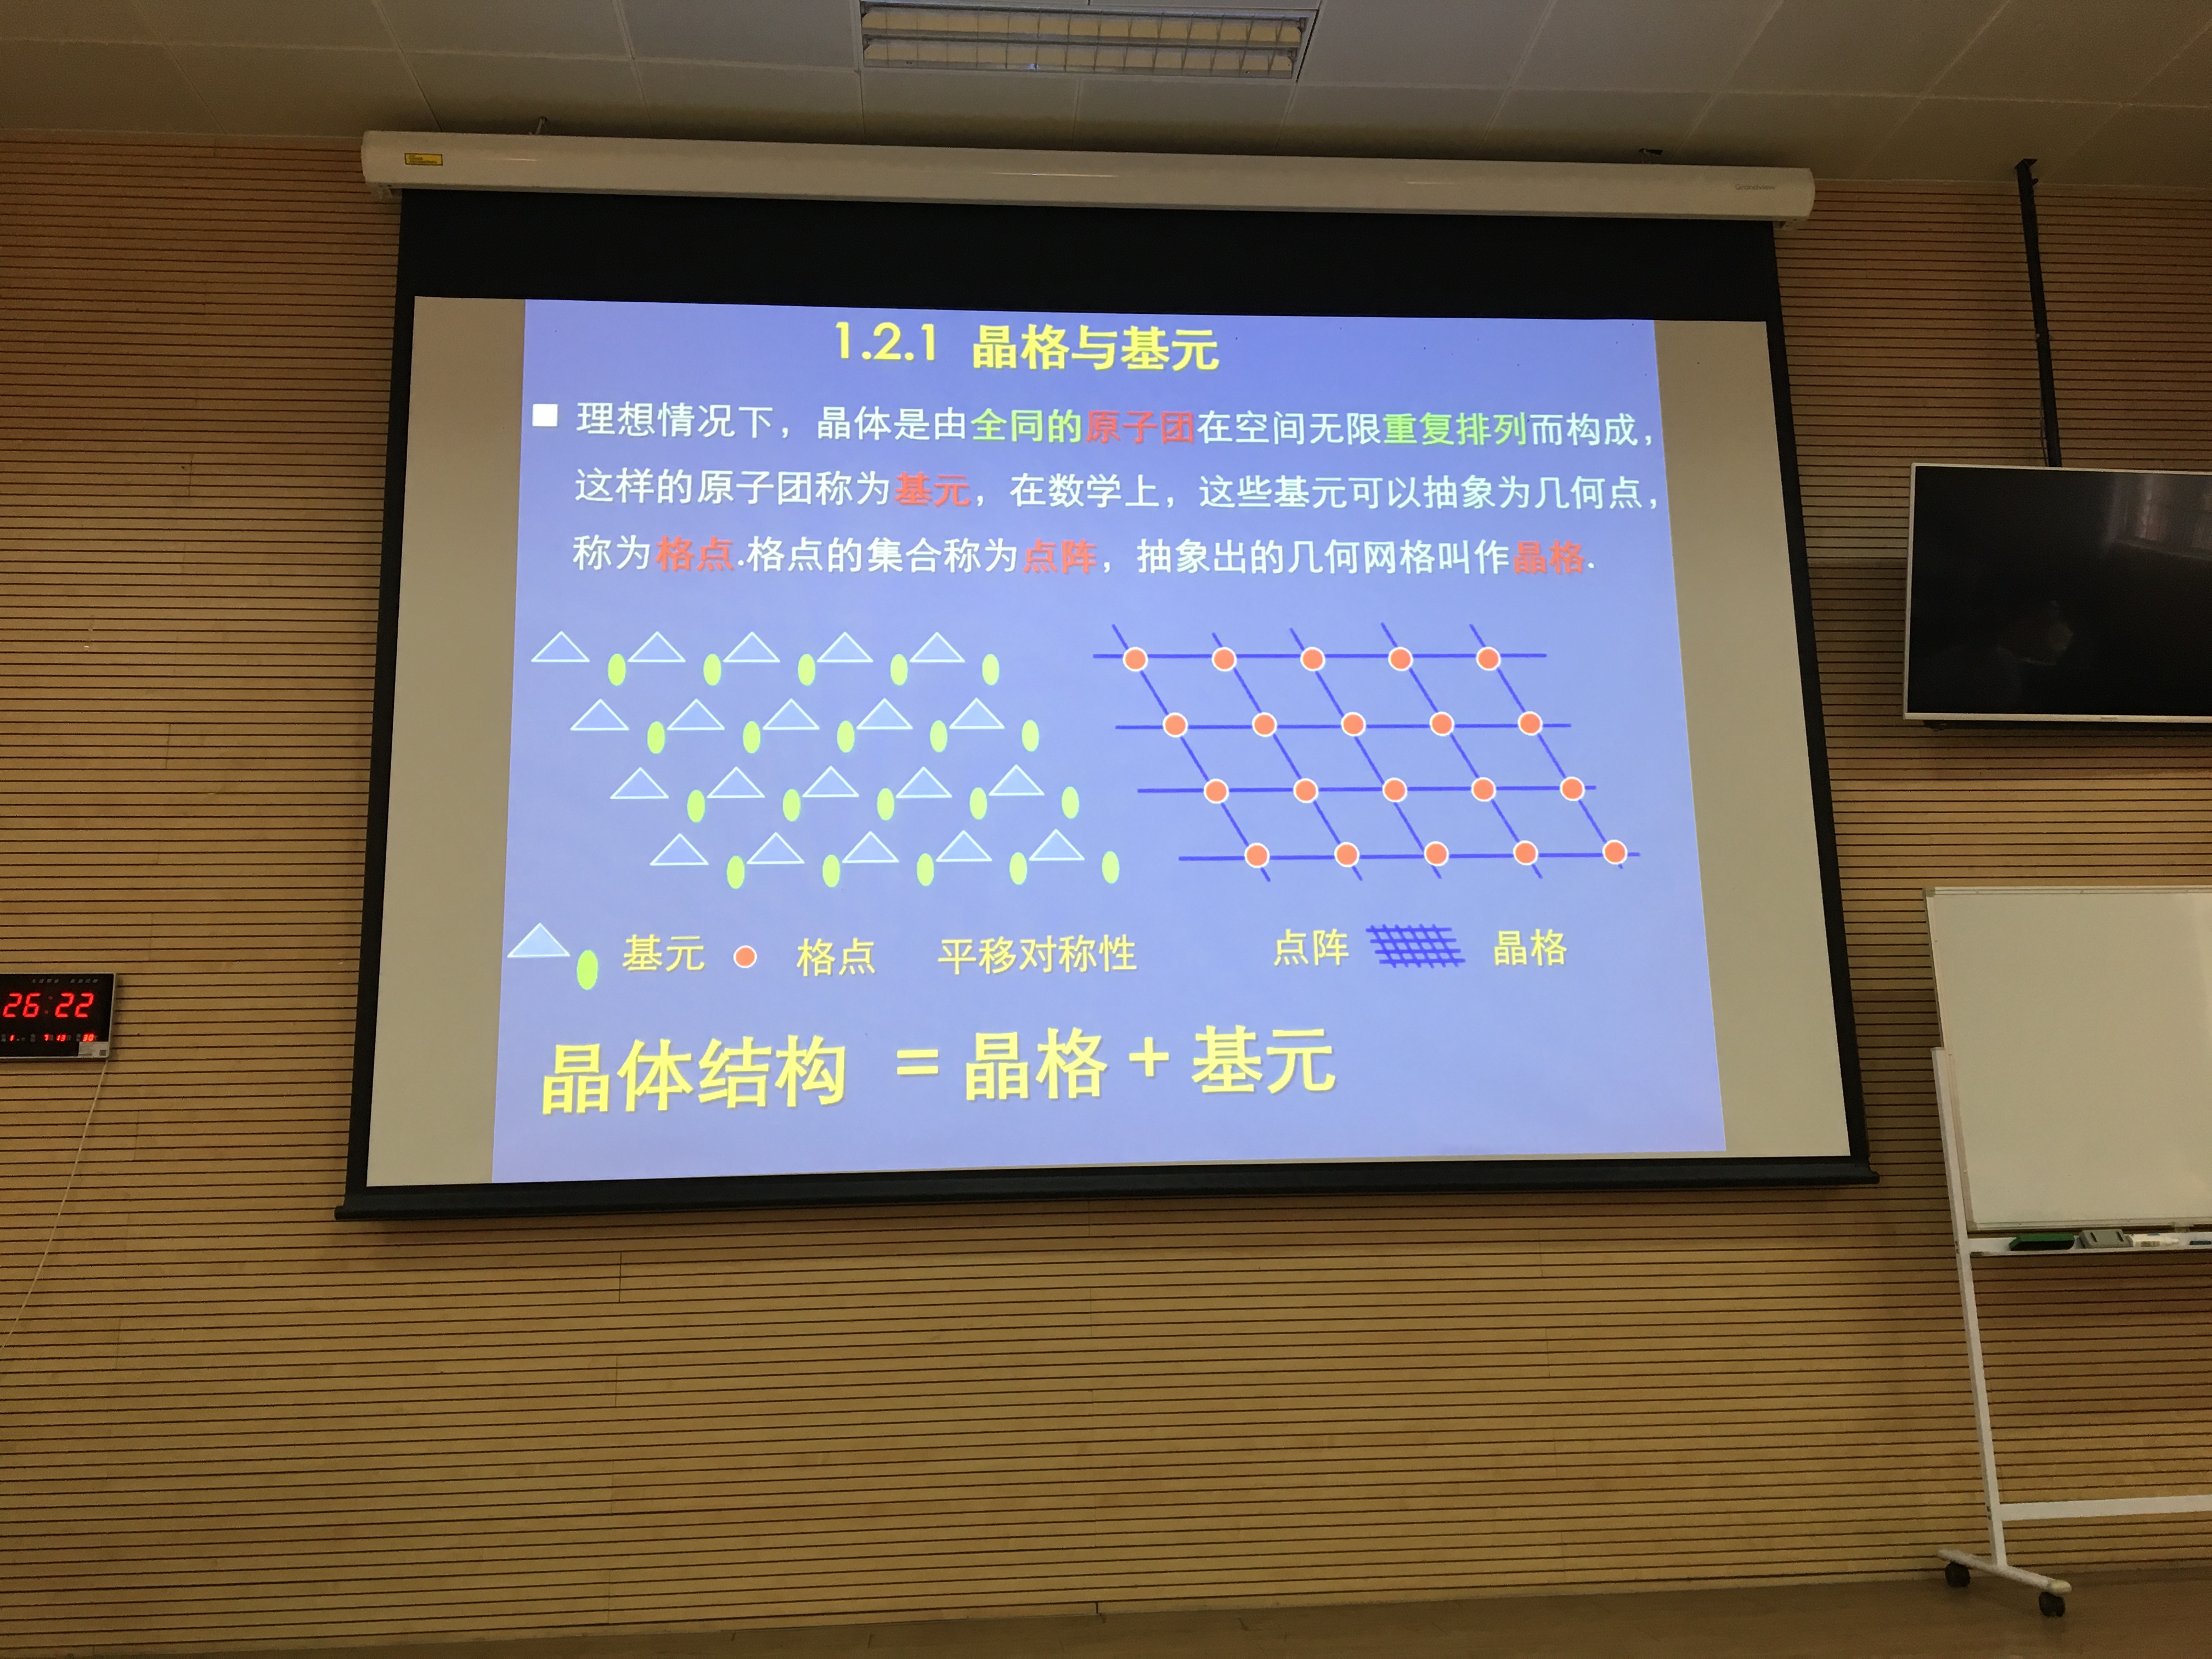 1.2.1 晶格与基元
■ 理想情况下，晶体是由全同的原子团在空间无限重复排列而构成，
这样的原子团称为基元，在数学上，这些基元可以抽象为几何点，
称为格点.格点的集合称为点阵，抽象出的几何网格叫作晶格.
基元 格点 平移对称性 点阵 晶格
晶体结构 = 晶格 + 基元
26:22